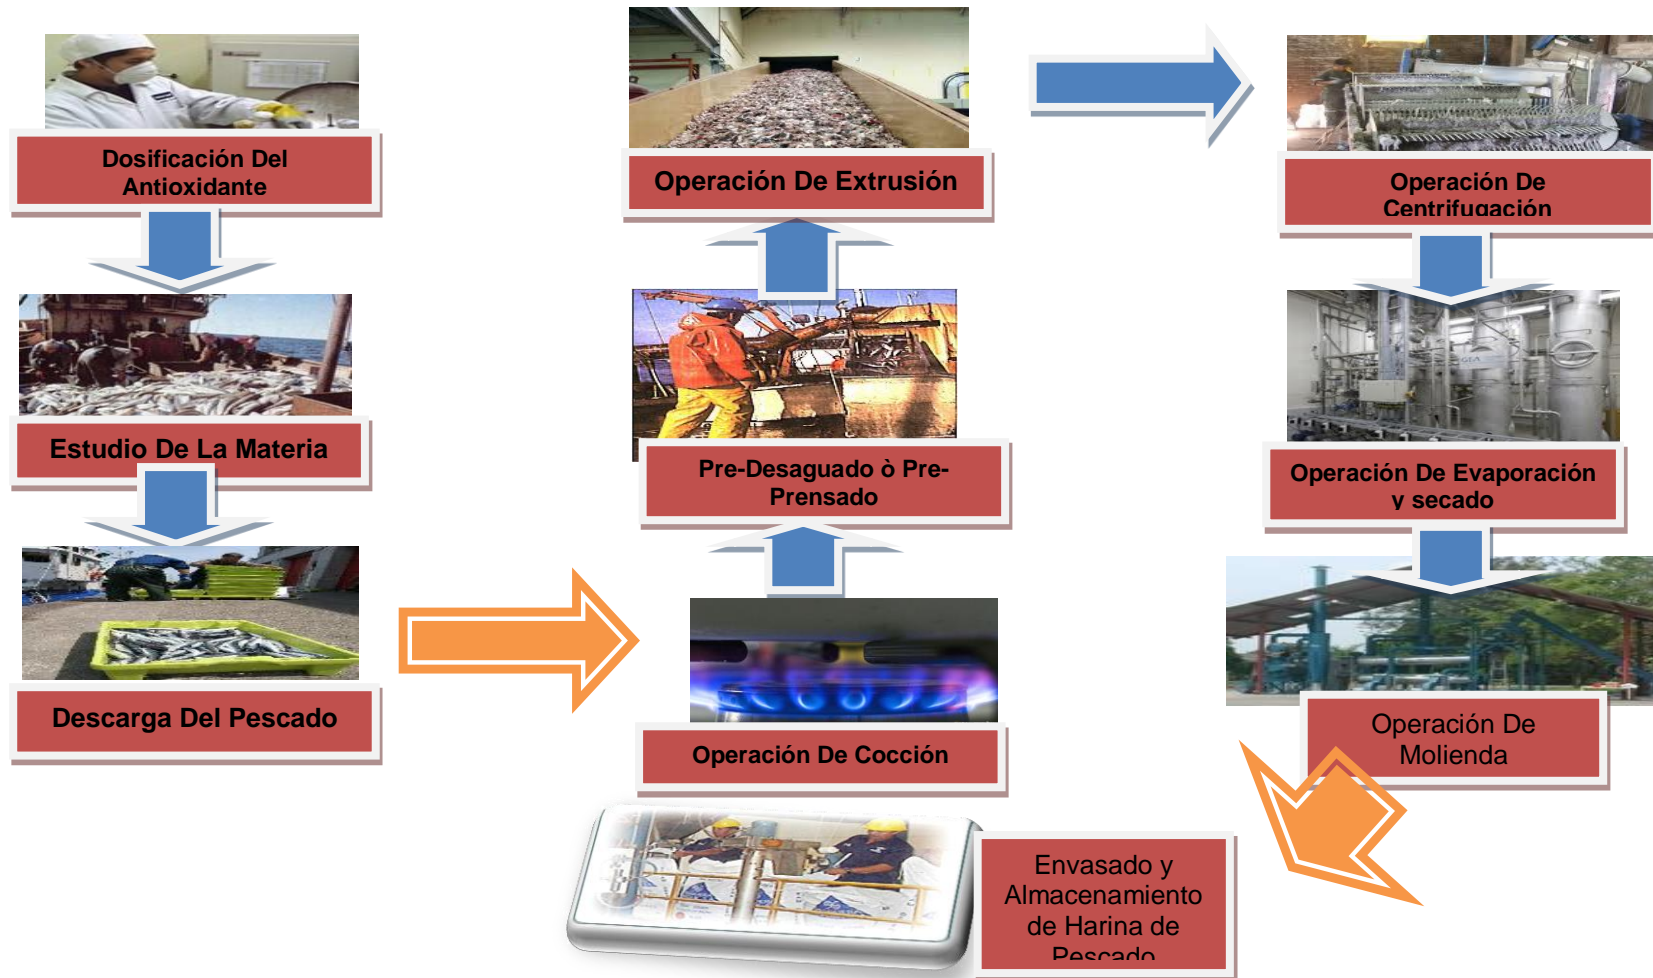 Dosificación Del
Antioxidante
Estudio De La Materia
Descarga Del Pescado
Operación De Cocción
Pre-Desaguado ò Pre-
Prensado
Operación De Extrusión
Operación De
Centrifugación
GEA
Operación De Evaporación
y secado
Operación De
Molienda
Envasado y
Almacenamiento
de Harina de
Pescado